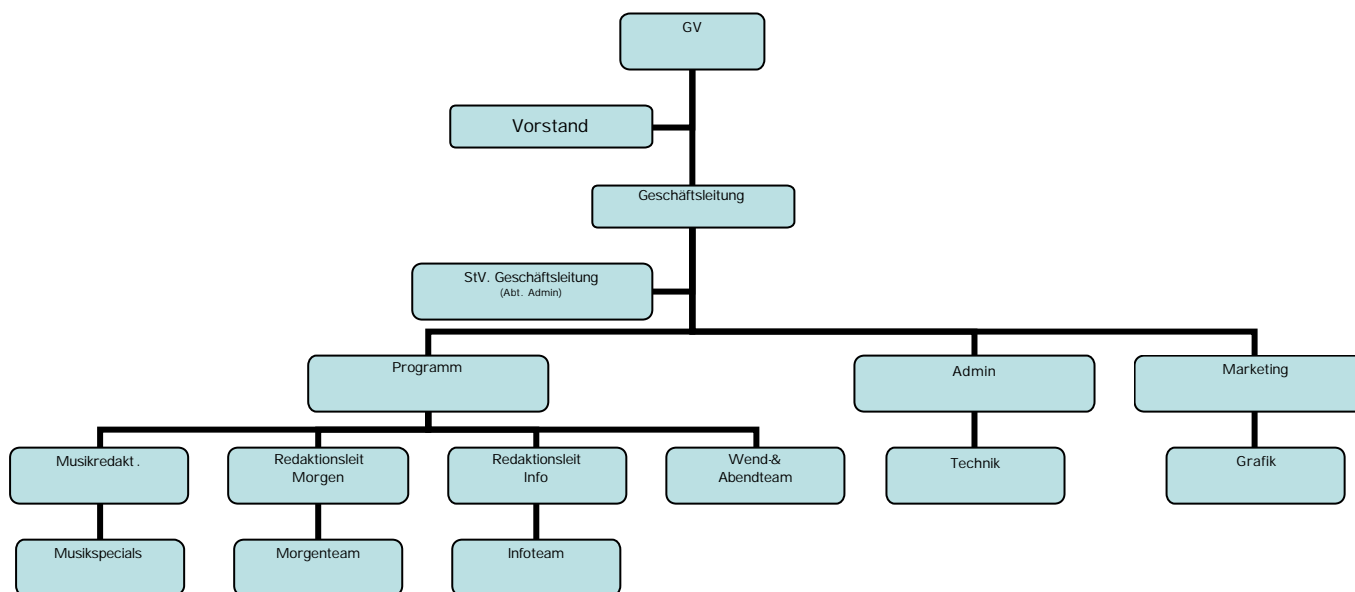 GV
Vorstand
Geschäftsleitung
StV. Geschäftsleitung
(Abt. Admin)
Programm
Admin
Marketing
Musikredakt.
Redaktionsleit
Morgen
Redaktionsleit
Info
Wend-&
Abendteam
Technik
Grafik
Musikspecials
Morgenteam
Infoteam